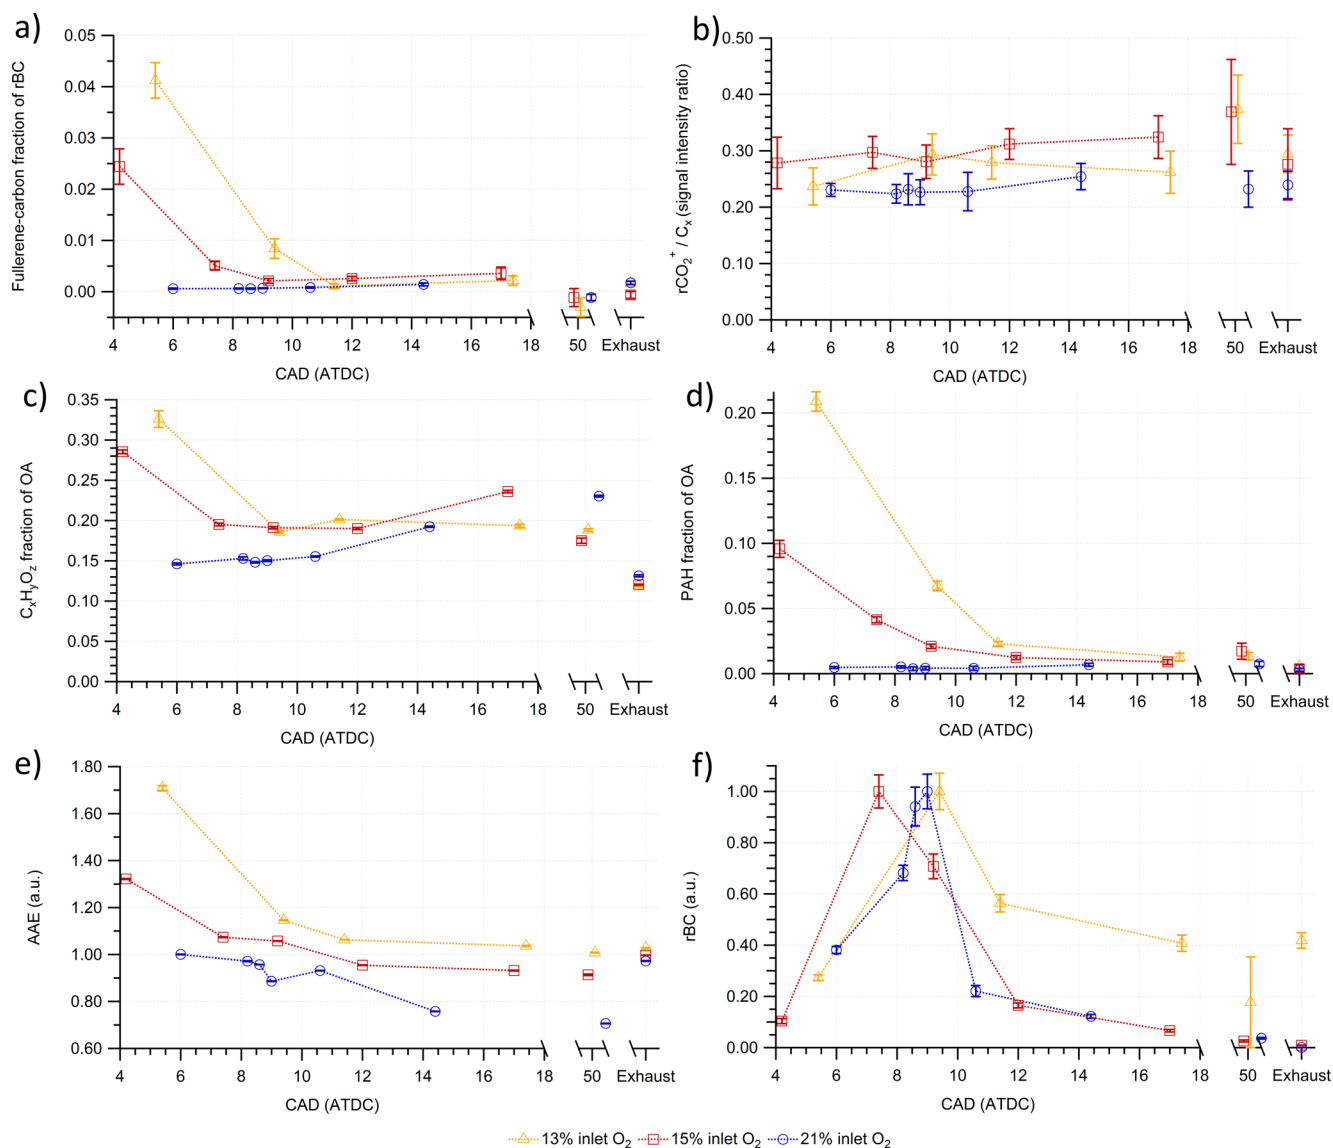 a)
Fullerene-carbon fraction of rBC
0.05
0.04
0.03
0.02
0.01
0.00
4 6 8 10 12 14 16 18 50 Exhaust
CAD (ATDC)
b)
rCO₂⁺ / Cₓ (signal intensity ratio)
0.50
0.40
0.30
0.20
0.10
0.00
4 6 8 10 12 14 16 18 50 Exhaust
CAD (ATDC)
c)
CₓHᵧO_z fraction of OA
0.35
0.30
0.25
0.20
0.15
0.10
0.05
0.00
4 6 8 10 12 14 16 18 50 Exhaust
CAD (ATDC)
d)
PAH fraction of OA
0.20
0.15
0.10
0.05
0.00
4 6 8 10 12 14 16 18 50 Exhaust
CAD (ATDC)
e)
AAE (a.u.)
1.80
1.60
1.40
1.20
1.00
0.80
0.60
4 6 8 10 12 14 16 18 50 Exhaust
CAD (ATDC)
f)
rBC (a.u.)
1.00
0.80
0.60
0.40
0.20
0.00
4 6 8 10 12 14 16 18 50 Exhaust
CAD (ATDC)
13% inlet O₂ 15% inlet O₂ 21% inlet O₂